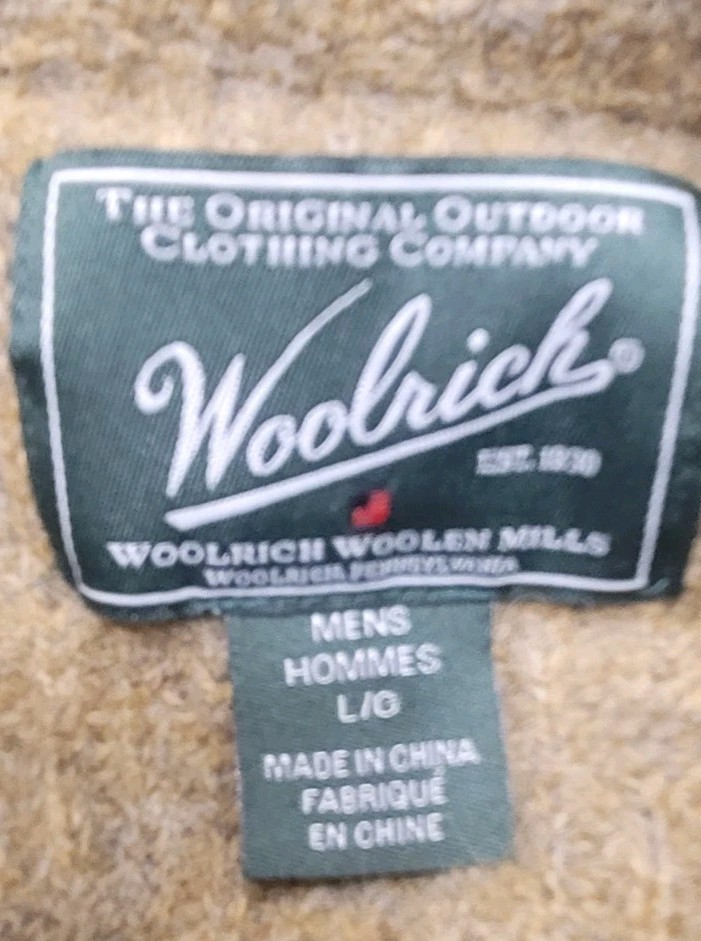 THE ORIGINAL OUTDOOR
CLOTHING COMPANY
Woolrich®
EST. 1830
WOOLRICH WOOLEN MILLS
WOOLRICH, PENNSYLVANIA
MENS
HOMMES
L/G
MADE IN CHINA
FABRIQUÉ
EN CHINE